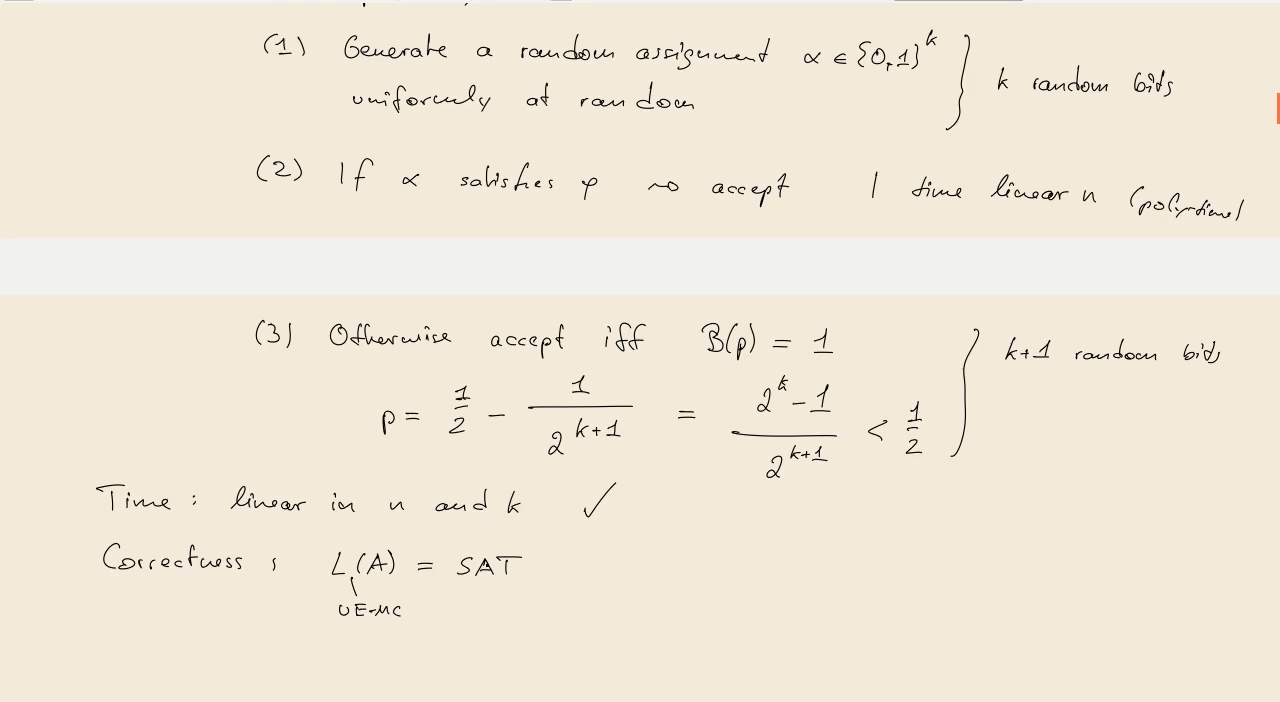 (1) Generate a random assignment α ∈ {0,1}^k } k random bits
uniformly at random
(2) If α satisfies φ ⇝ accept | time linear n (polytime)
(3) Otherwise accept iff B(p) = 1 } k+1 random bits
p = 1/2 - 1/2^{k+1} = (2^k - 1)/2^{k+1} < 1/2
Time : linear in n and k ✓
Correctness : L(A) = SAT
UE-MC